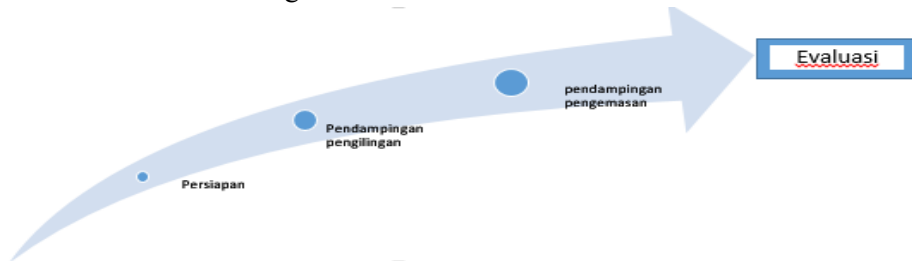 Evaluasi
pendampingan
pengemasan
Pendampingan
pengilingan
Persiapan